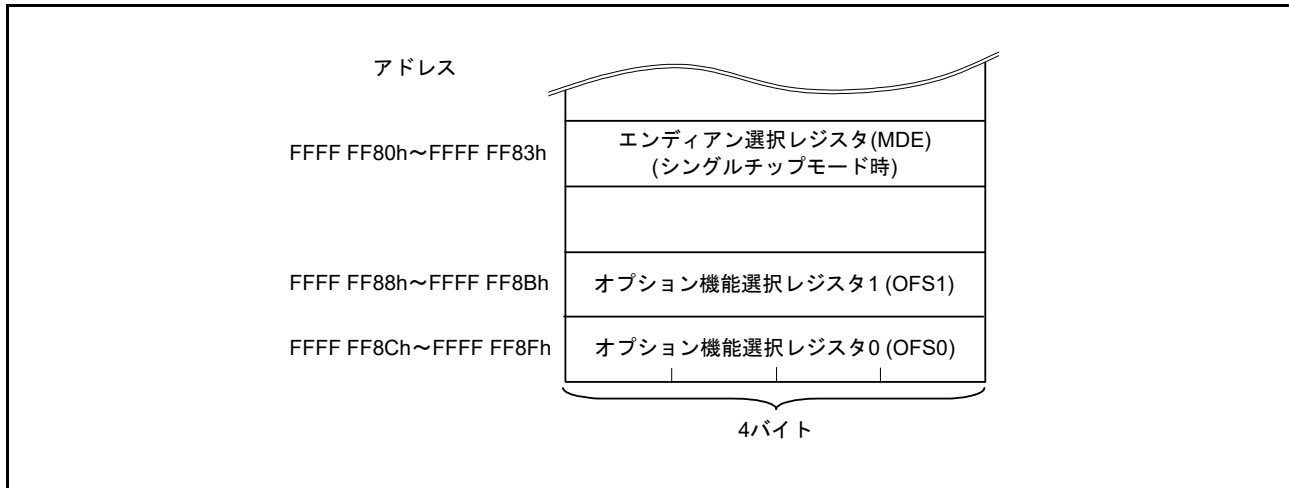 アドレス
FFFF FF80h~FFFF FF83h
エンディアン選択レジスタ(MDE)
(シングルチップモード時)
FFFF FF88h~FFFF FF8Bh
オプション機能選択レジスタ1 (OFS1)
FFFF FF8Ch~FFFF FF8Fh
オプション機能選択レジスタ0 (OFS0)
4バイト